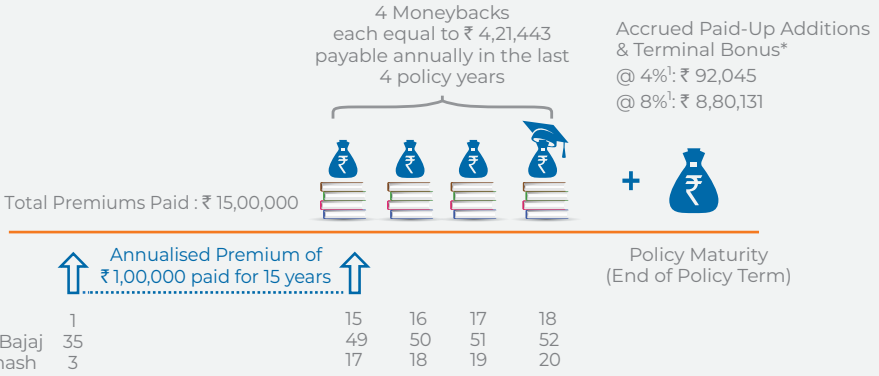 4 Moneybacks
each equal to ₹ 4,21,443
payable annually in the last
4 policy years
Accrued Paid-Up Additions
& Terminal Bonus*
@ 4%¹: ₹ 92,045
@ 8%¹: ₹ 8,80,131
₹ ₹ ₹ ₹ + ₹
Total Premiums Paid : ₹ 15,00,000
Annualised Premium of
₹ 1,00,000 paid for 15 years
Policy Maturity
(End of Policy Term)
1 15 16 17 18
Bajaj 35 49 50 51 52
3 17 18 19 20